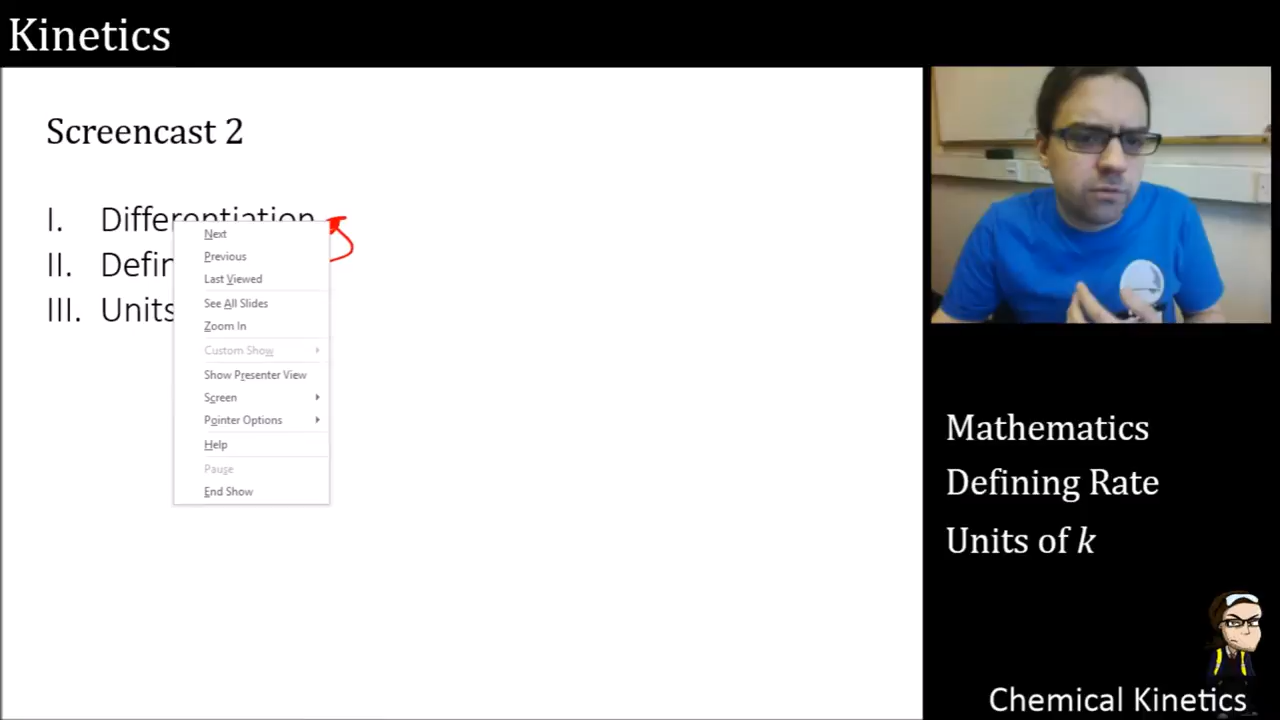 Kinetics
Screencast 2
I. Differentiation
II.
III. Units
Next
Previous
Last Viewed
See All Slides
Zoom In
Custom Show
Show Presenter View
Screen
Pointer Options
Help
Pause
End Show
Mathematics
Defining Rate
Units of k
Chemical Kinetics